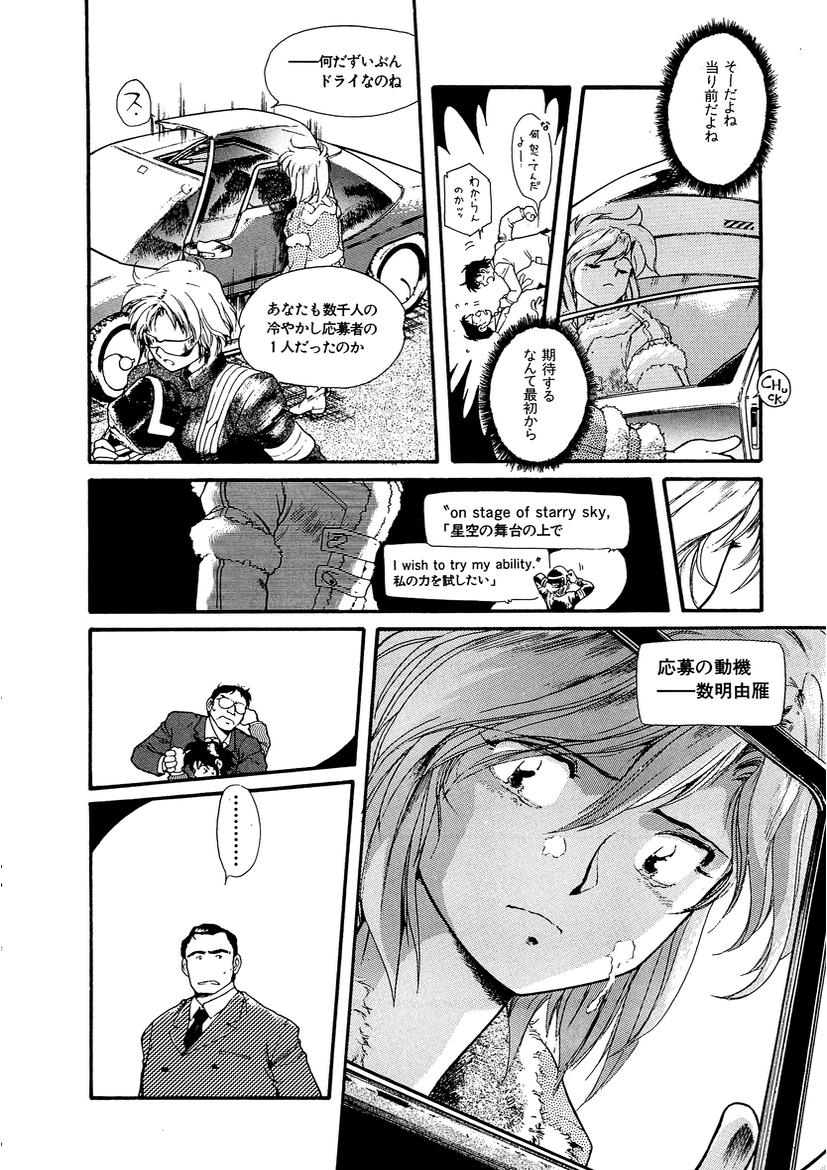 そーだよね
当り前だよね
CHUCK
期待する
なんて最初から
な
何だ・てんだ
よー
わからん
のかッ
──何だずいぶん
ドライなのね
ス・
あなたも数千人の
冷やかし応募者の
1人だったのか
〝on stage of starry sky,
「星空の舞台の上で
I wish to try my ability.〟
私の力を試したい」
応募の動機
──数明由雁
………